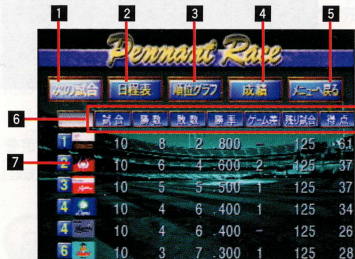 1 2 3 4 5
Pennant Race
次の試合 日程表 順位グラフ 成績 メニューへ戻る
6 試合 勝数 敗数 勝率 ゲーム差 残り試合 得点
1 10 8 2 .800 - 125 61
7 2 10 6 4 .600 2 125 37
3 10 5 5 .500 1 125 37
4 10 4 6 .400 1 125 34
4 10 4 6 .400 - 125 26
6 10 3 7 .300 1 125 28